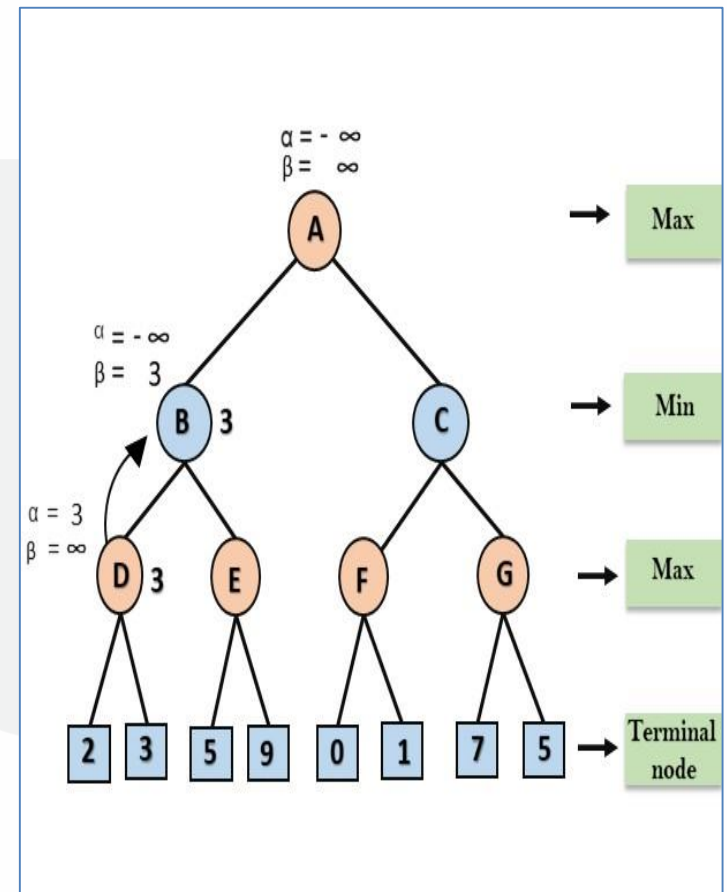 α = - ∞
β = ∞
A
Max
α = - ∞
β = 3
B 3
C
Min
α = 3
β = ∞
D 3
E
F
G
Max
2 3 5 9 0 1 7 5
Terminal
node